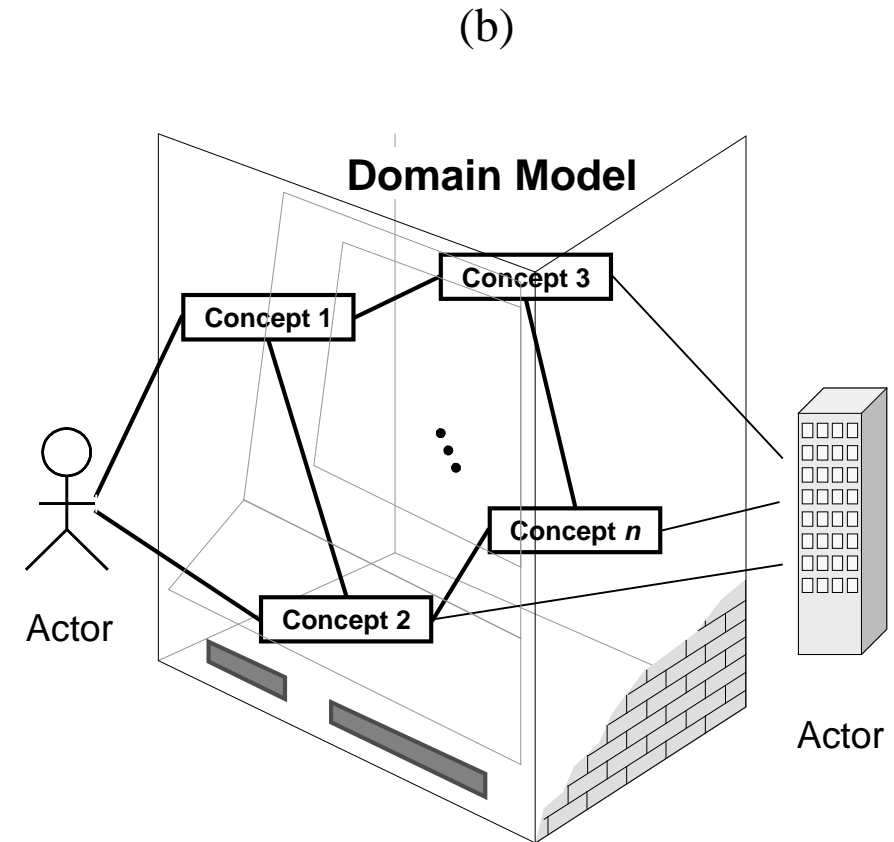 (b)
Domain Model
Concept 3
Concept 1
Concept n
Concept 2
Actor
Actor